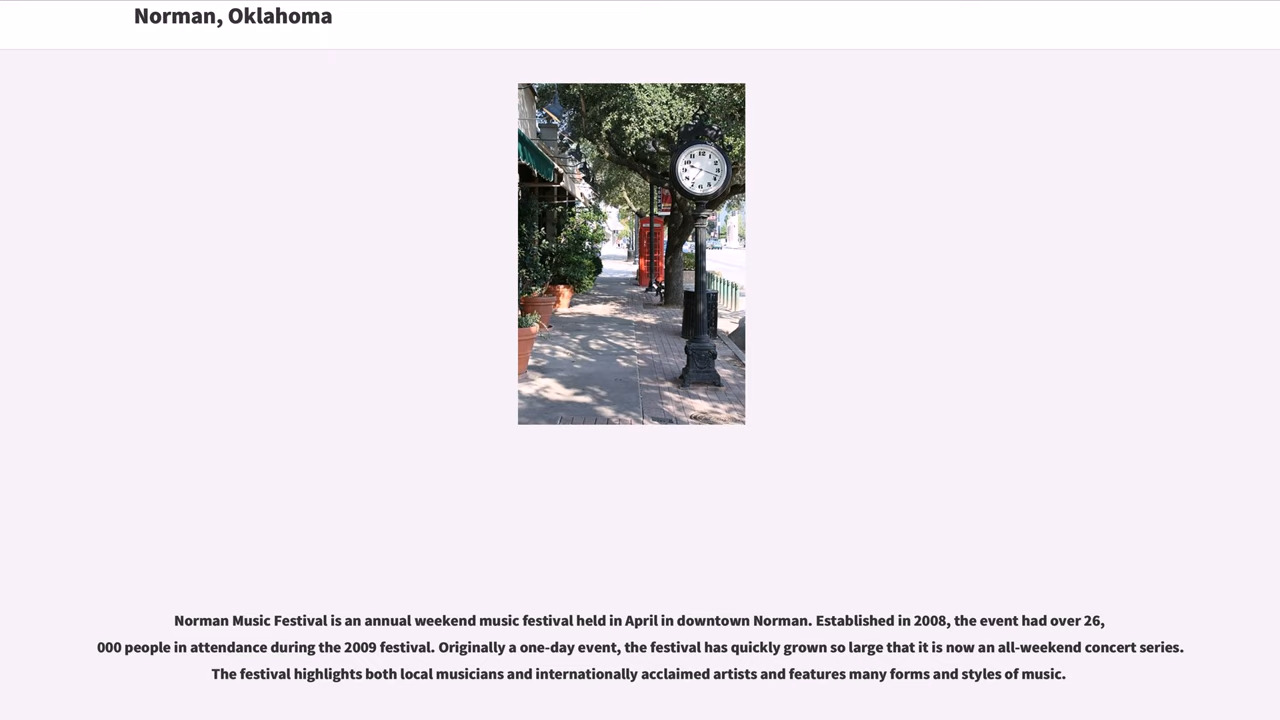 Norman, Oklahoma
Norman Music Festival is an annual weekend music festival held in April in downtown Norman. Established in 2008, the event had over 26,
000 people in attendance during the 2009 festival. Originally a one-day event, the festival has quickly grown so large that it is now an all-weekend concert series.
The festival highlights both local musicians and internationally acclaimed artists and features many forms and styles of music.